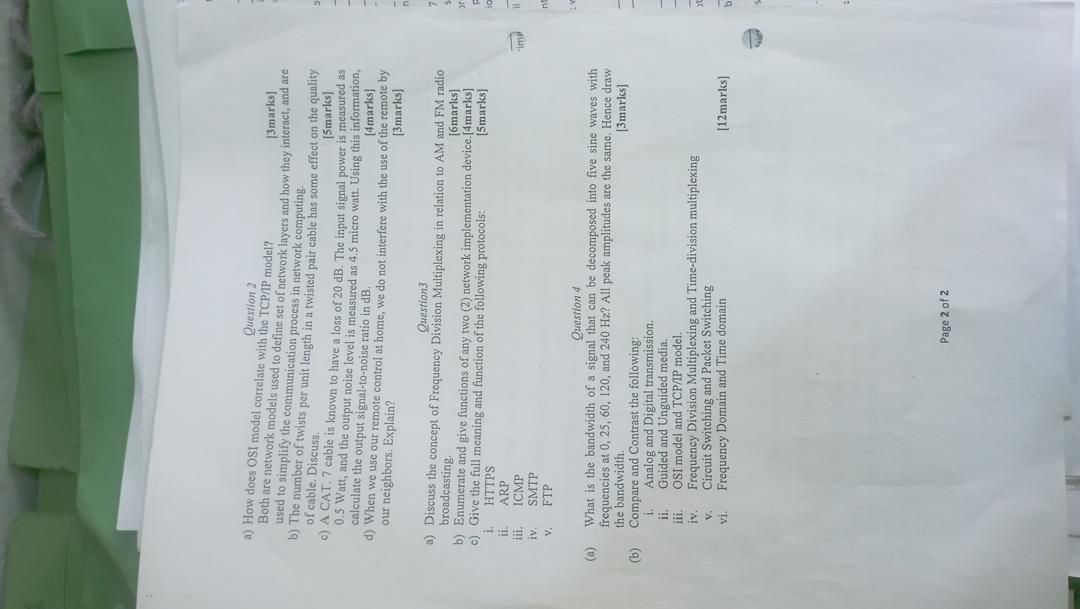 Question 2
a) How does OSI model correlate with the TCP/IP model? [3marks]
Both are network models used to define set of network layers and how they interact, and are
used to simplify the communication process in network computing.
b) The number of twists per unit length in a twisted pair cable has some effect on the quality
of cable. Discuss. [5marks]
c) A CAT. 7 cable is known to have a loss of 20 dB. The input signal power is measured as
0.5 Watt, and the output noise level is measured as 4.5 micro watt. Using this information,
calculate the output signal-to-noise ratio in dB. [4marks]
d) When we use our remote control at home, we do not interfere with the use of the remote by
our neighbors. Explain? [3marks]
Question3
a) Discuss the concept of Frequency Division Multiplexing in relation to AM and FM radio
broadcasting. [6marks]
b) Enumerate and give functions of any two (2) network implementation device.[4marks]
c) Give the full meaning and function of the following protocols: [5marks]
i. HTTPS
ii. ARP
iii. ICMP
iv. SMTP
v. FTP
Question 4
(a) What is the bandwidth of a signal that can be decomposed into five sine waves with
frequencies at 0, 25, 60, 120, and 240 Hz? All peak amplitudes are the same. Hence draw
the bandwidth. [3marks]
(b) Compare and Contrast the following:
i. Analog and Digital transmission.
ii. Guided and Unguided media.
iii. OSI model and TCP/IP model.
iv. Frequency Division Multiplexing and Time-division multiplexing
v. Circuit Switching and Packet Switching
vi. Frequency Domain and Time domain [12marks]
Page 2 of 2